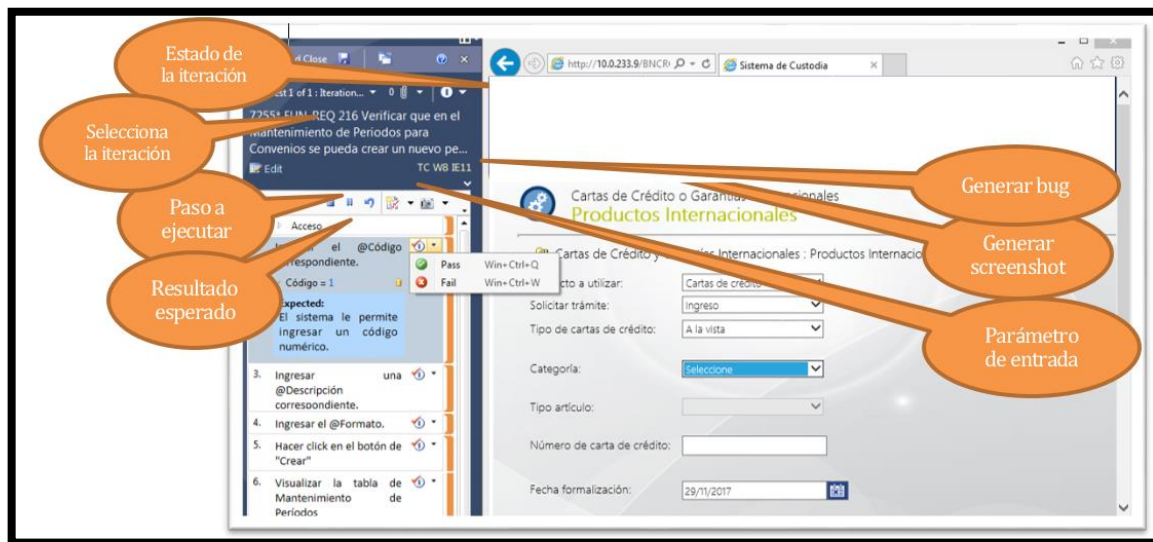 Estado de
la iteración
Selecciona
la iteración
Paso a
ejecutar
Resultado
esperado
Generar bug
Generar
screenshot
Parámetro
de entrada
Close
1 of 1 : Iteration... 0
7255* FUN-REQ 216 Verificar que en el
Mantenimiento de Periodos para
Convenios se pueda crear un nuevo pe...
Edit TC W8 IE11
Acceso
el @Código
correspondiente.
Código = 1
Expected:
El sistema le permite
ingresar un código
numérico.
Pass Win+Ctrl+Q
Fail Win+Ctrl+W
3. Ingresar una
@Descripción
correspondiente.
4. Ingresar el @Formato.
5. Hacer click en el botón de
"Crear"
6. Visualizar la tabla de
Mantenimiento de
Períodos
http://10.0.233.9/BNCR
Sistema de Custodia
Cartas de Crédito o Garantías Internacionales
Productos Internacionales
Cartas de Crédito y Garantías Internacionales : Productos Internacio
a utilizar: Cartas de crédito
Solicitar trámite: Ingreso
Tipo de cartas de crédito: A la vista
Categoría: Seleccione
Tipo artículo:
Número de carta de crédito:
Fecha formalización: 29/11/2017